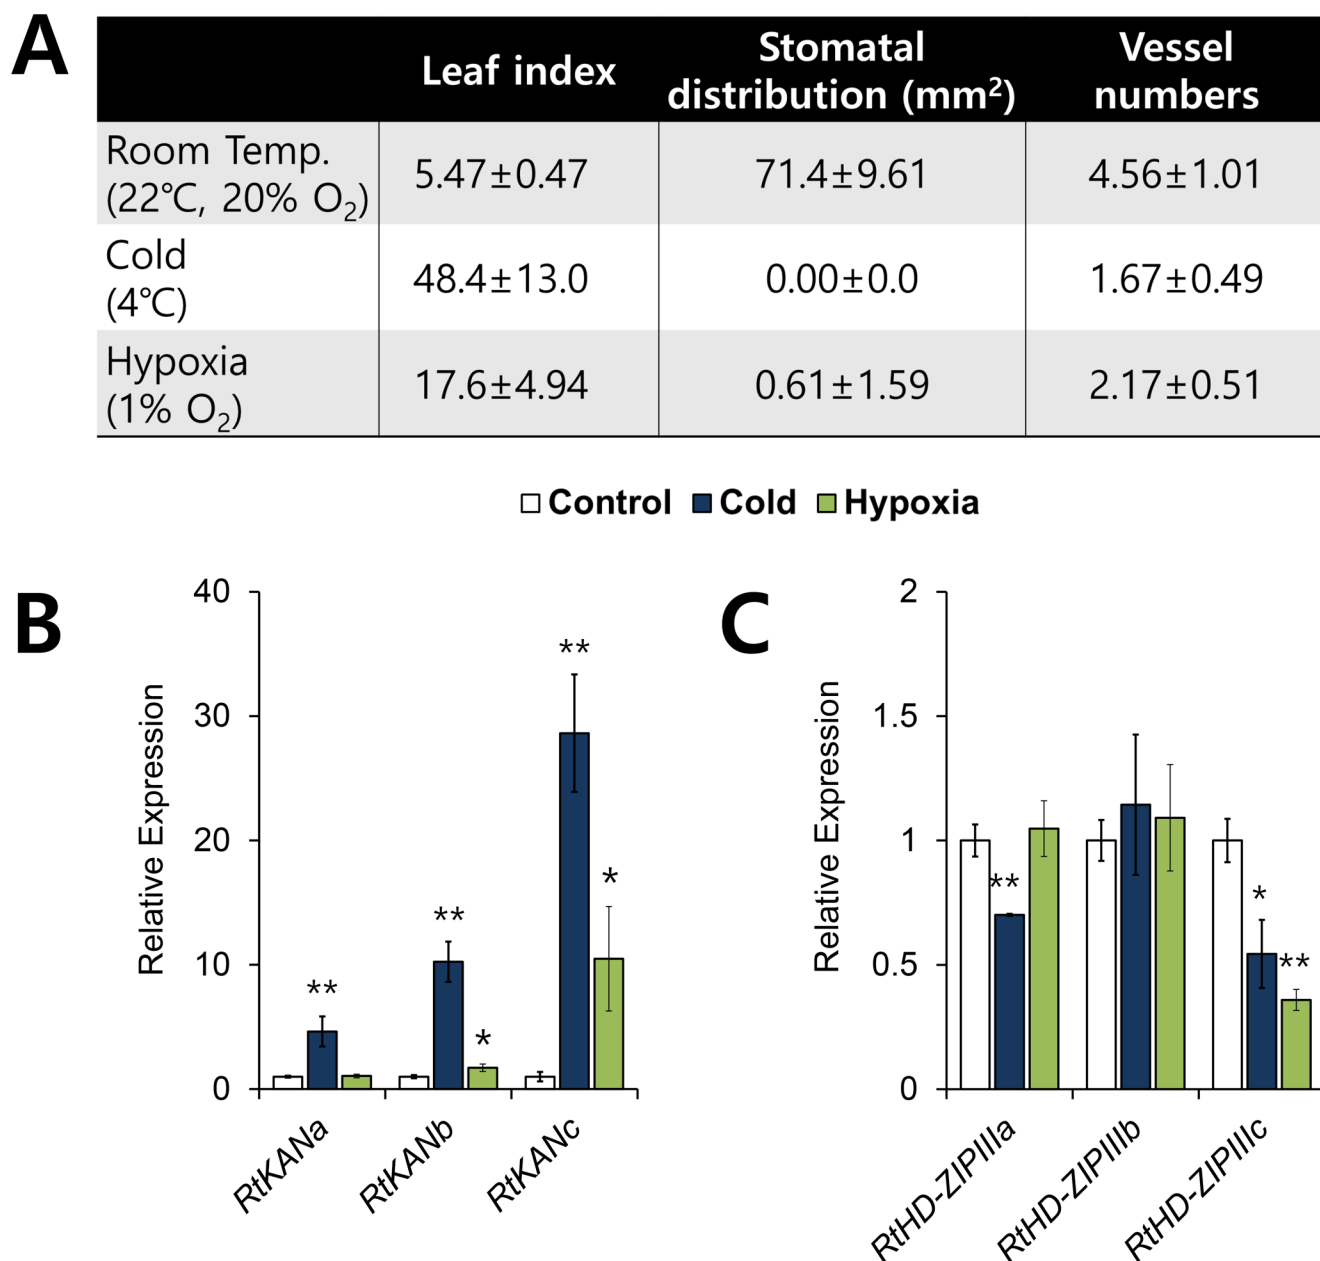 A
Leaf index
Stomatal
distribution (mm²)
Vessel
numbers
Room Temp.
(22℃, 20% O₂)
5.47±0.47
71.4±9.61
4.56±1.01
Cold
(4℃)
48.4±13.0
0.00±0.0
1.67±0.49
Hypoxia
(1% O₂)
17.6±4.94
0.61±1.59
2.17±0.51
Control Cold Hypoxia
B
Relative Expression
40
30
20
10
0
**
**
*
**
*
RtKANa
RtKANb
RtKANc
C
Relative Expression
2
1.5
1
0.5
0
**
*
**
RtHD-ZIPIIIa
RtHD-ZIPIIIb
RtHD-ZIPIIIc